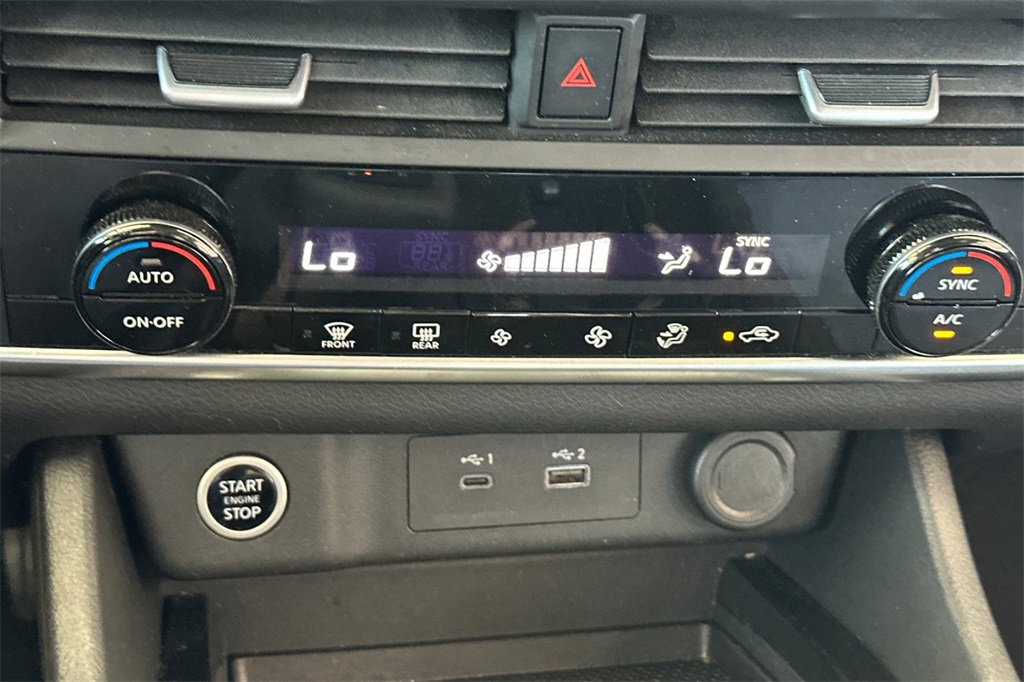 SYNC
Lo
Lo
AUTO
SYNC
ON·OFF
A/C
FRONT
REAR
1
2
START
ENGINE
STOP